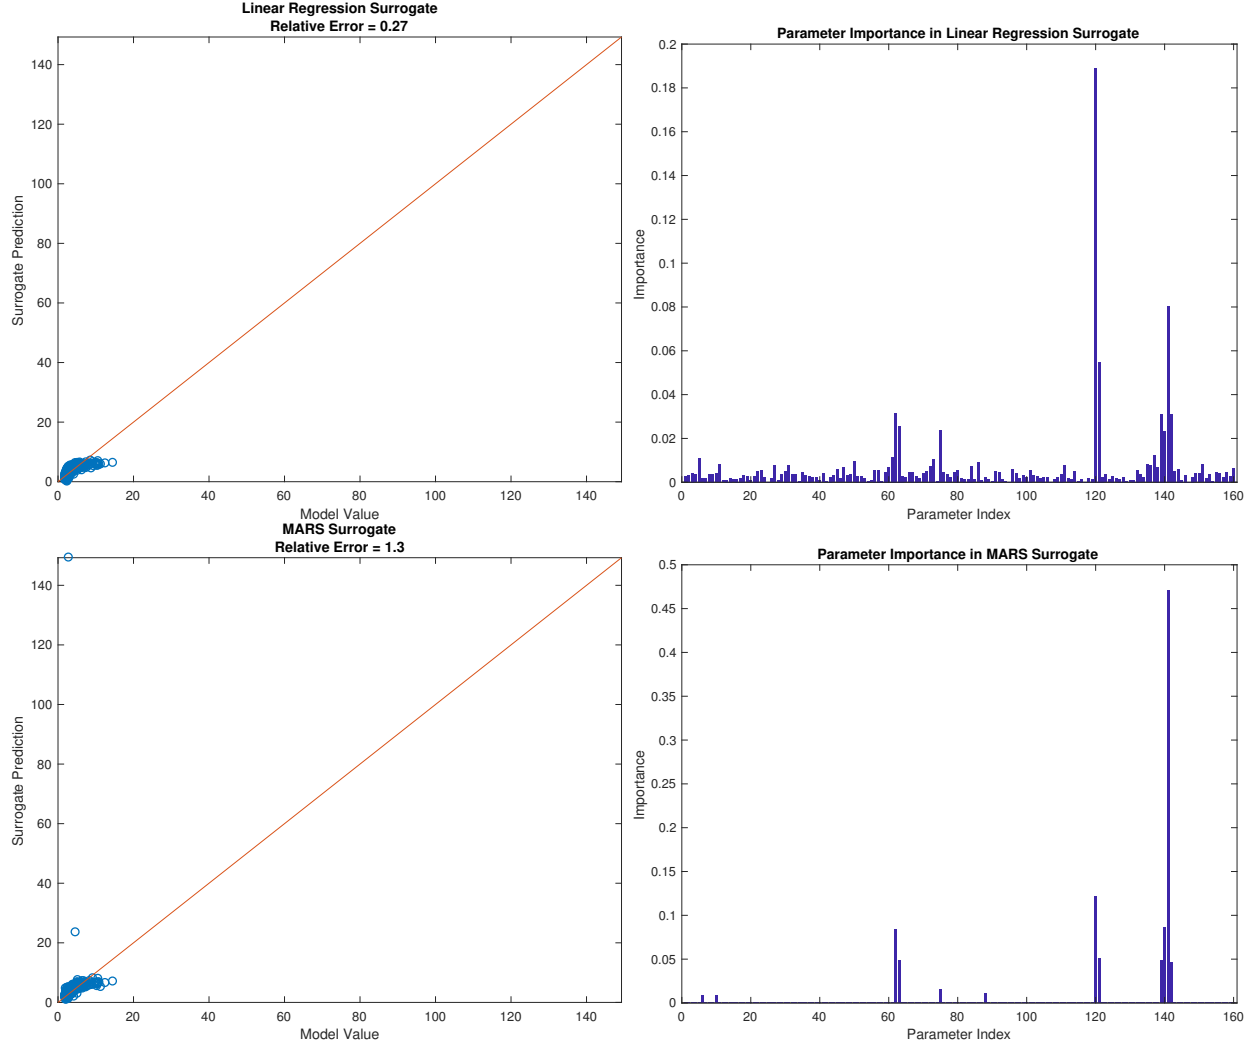 Linear Regression Surrogate
Relative Error = 0.27
140
120
100
80
60
40
20
0
Surrogate Prediction
0 20 40 60 80 100 120 140
Model Value
Parameter Importance in Linear Regression Surrogate
0.2
0.18
0.16
0.14
0.12
0.1
0.08
0.06
0.04
0.02
0
Importance
0 20 40 60 80 100 120 140 160
Parameter Index
MARS Surrogate
Relative Error = 1.3
140
120
100
80
60
40
20
0
Surrogate Prediction
0 20 40 60 80 100 120 140
Model Value
Parameter Importance in MARS Surrogate
0.5
0.45
0.4
0.35
0.3
0.25
0.2
0.15
0.1
0.05
0
Importance
0 20 40 60 80 100 120 140 160
Parameter Index